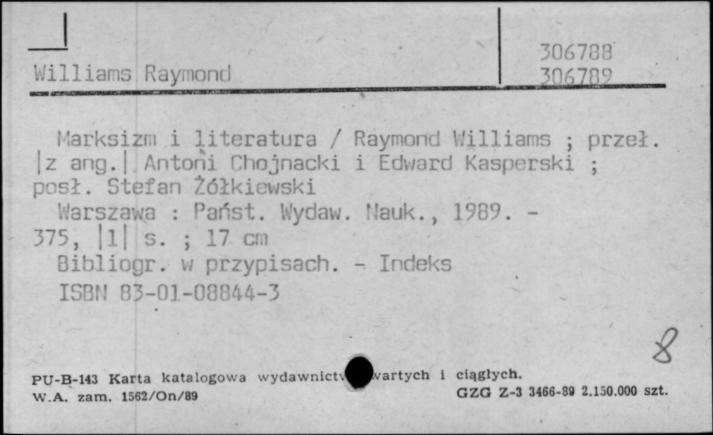 306788
Williams Raymond 306789
Marksizm i literatura / Raymond Williams ; przeł.
|z ang.| Antoni Chojnacki i Edward Kasperski ;
posł. Stefan Żółkiewski
Warszawa : Państ. Wydaw. Nauk., 1989. -
375, |1| s. ; 17 cm
Bibliogr. w przypisach. - Indeks
ISBN 83-01-08844-3
8
PU-B-143 Karta katalogowa wydawnictw zwartych i ciągłych.
W.A. zam. 1562/On/89 GZG Z-3 3466-89 2.150.000 szt.